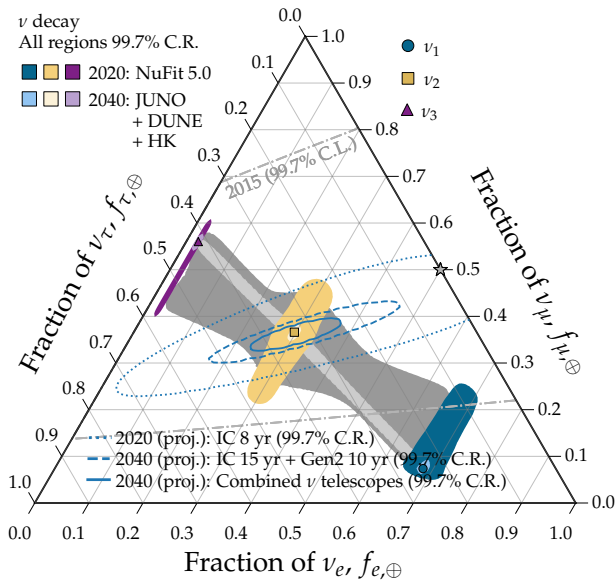 ν decay
All regions 99.7% C.R.
2020: NuFit 5.0
2040: JUNO
+ DUNE
+ HK
ν₁
ν₂
ν₃
0.0
0.1
0.2
0.3
0.4
0.5
0.6
0.7
0.8
0.9
1.0
Fraction of ν_τ, f_τ,⊕
1.0
0.9
0.8
0.7
0.6
0.5
0.4
0.3
0.2
0.1
0.0
Fraction of ν_μ, f_μ,⊕
2015 (99.7% C.L.)
2020 (proj.): IC 8 yr (99.7% C.R.)
2040 (proj.): IC 15 yr + Gen2 10 yr (99.7% C.R.)
2040 (proj.): Combined ν telescopes (99.7% C.R.)
0.0 0.1 0.2 0.3 0.4 0.5 0.6 0.7 0.8 0.9 1.0
Fraction of ν_e, f_e,⊕